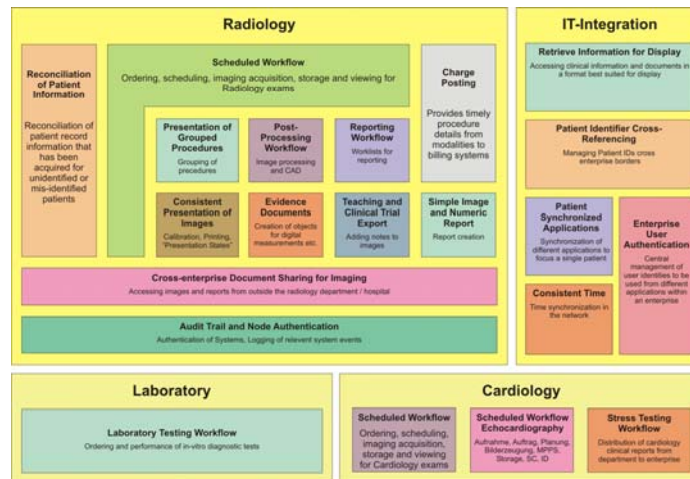 Radiology
Reconciliation
of Patient
Information
Reconciliation of
patient record
information that
has been
acquired for
unidentified or
mis-identified
patients
Scheduled Workflow
Ordering, scheduling, imaging acquisition, storage and viewing for
Radiology exams
Charge
Posting
Provides timely
procedure
details from
modalities to
billing systems
Presentation of
Grouped
Procedures
Grouping of
precedures
Post-
Processing
Workflow
Image processing
and CAD
Reporting
Workflow
Worklists for
reporting
Consistent
Presentation of
Images
Calibration, Printing,
"Presentation States"
Evidence
Documents
Creation of objects
for digital
measurements etc.
Teaching and
Clinical Trial
Export
Adding notes to
images
Simple Image
and Numeric
Report
Report creation
Cross-enterprise Document Sharing for Imaging
Accessing images and reports from outside the radiology department / hospital
Audit Trail and Node Authentication
Authentication of Systems, Logging of relevent system events
IT-Integration
Retrieve Information for Display
Accessing clinical information and documents in
a format best suited for display
Patient Identifier Cross-
Referencing
Managing Patient IDs cross
enterprise borders
Patient
Synchronized
Applications
Synchronization of
different applications to
focus a single patient
Enterprise
User
Authentication
Central
management of
user identities to be
used from different
applications within
an enterprise
Consistent Time
Time synchronization in
the network
Laboratory
Laboratory Testing Workflow
Ordering and performance of in-vitro diagnostic tests
Cardiology
Scheduled Workflow
Ordering, scheduling,
imaging acquisition,
storage and viewing
for Cardiology exams
Scheduled Workflow
Echocardiography
Aufnahme, Auftrag, Planung,
Bilderzeugung, MPPS,
Storage, SC, ID
Stress Testing
Workflow
Distribution of cardiology
clinical reports from
department to enterprise